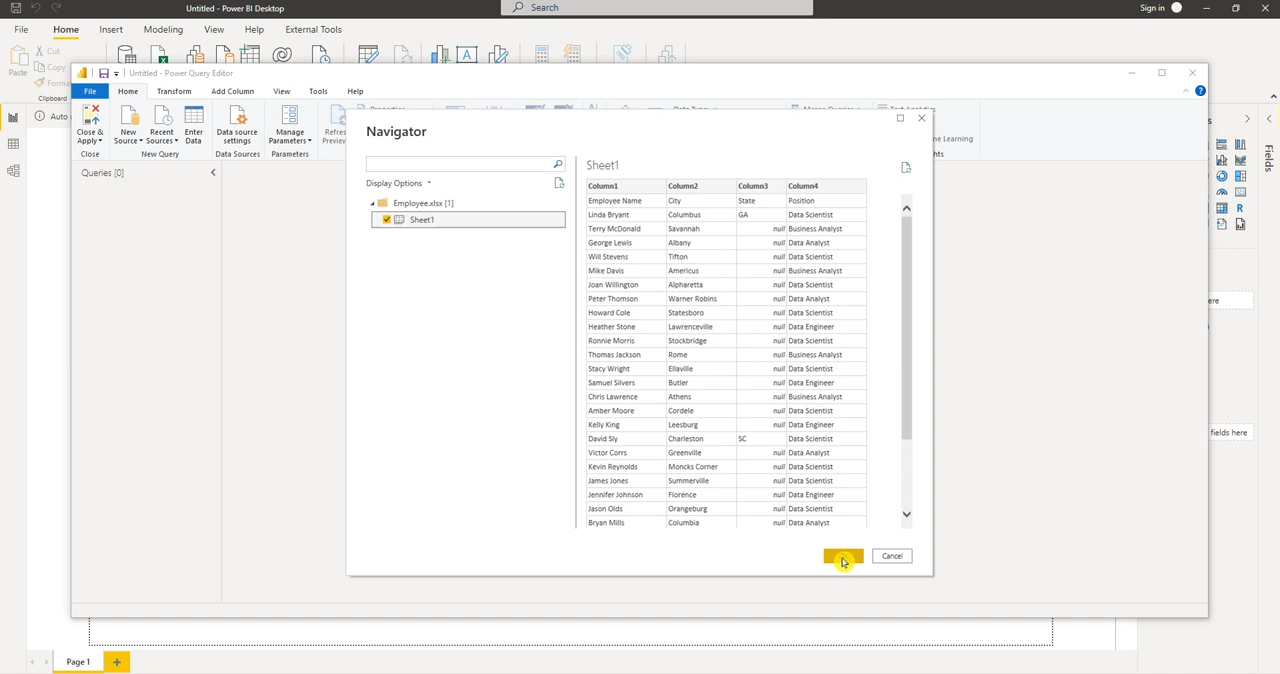 Untitled - Power BI Desktop
Search
Sign in
File Home Insert Modeling View Help External Tools
Paste
Cut
Copy
Clipboard
Untitled - Power Query Editor
File Home Transform Add Column View Tools Help
Close & Apply
New Source
Recent Sources
Enter Data
Data source settings
Manage Parameters
Refresh Preview
Close New Query Data Sources Parameters
Queries [0]
Navigator
Display Options
Employee.xlsx [1]
Sheet1
Sheet1
Column1 Column2 Column3 Column4
Employee Name City State Position
Linda Bryant Columbus GA Data Scientist
Terry McDonald Savannah null Business Analyst
George Lewis Albany null Data Analyst
Will Stevens Tifton null Data Scientist
Mike Davis Americus null Business Analyst
Joan Willington Alpharetta null Data Scientist
Peter Thomson Warner Robins null Data Analyst
Howard Cole Statesboro null Data Scientist
Heather Stone Lawrenceville null Data Engineer
Ronnie Morris Stockbridge null Data Scientist
Thomas Jackson Rome null Business Analyst
Stacy Wright Ellaville null Data Scientist
Samuel Silvers Butler null Data Engineer
Chris Lawrence Athens null Business Analyst
Amber Moore Cordele null Data Scientist
Kelly King Leesburg null Data Engineer
David Sly Charleston SC Data Scientist
Victor Corrs Greenville null Data Analyst
Kevin Reynolds Moncks Corner null Data Scientist
James Jones Summerville null Data Scientist
Jennifer Johnson Florence null Data Engineer
Jason Olds Orangeburg null Data Scientist
Bryan Mills Columbia null Data Analyst
Cancel
Fields
fields here
Page 1